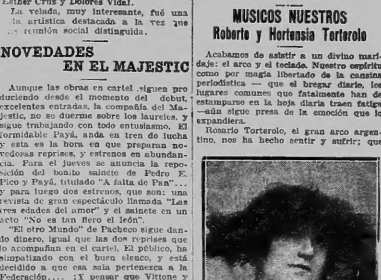 Esther Cruz y Dolores Vidal.
La velada, muy interesante, fué una
la artística destacada a la vez que
reunión social distinguida.
NOVEDADES
EN EL MAJESTIC
Aunque las obras en cartel siguen pro
duciendo desde el momento del debut,
excelentes entradas, la compañía del Ma-
jestic, no su duerme sobre los laureles, y
sigue trabajando con todo entusiasmo. El
formidable Payá, anda en tren de lucha
y esta es la hora en que preparan no-
vedosas reprises, y estrenos en abundan-
cia. Para el jueves se anuncia la repo-
sición del bonito sainete de Pedro E.
Pico y Payá, titulado "A falta de Pan"...
y para luego dos estrenos, que son: una
revista de gran espectáculo llamada "Las
tres edades del amor" y el sainete en un
acto "No es tan fiero el león".
"El otro Mundo" de Pacheco sigue dan-
do dinero, igual que las dos reprises que
lo acompañan en el cartel. El público, ha
simpatizado con el buen elenco, y está
decidido a que esa sala pertenezca a la
Federación.... ¡Y pensar que Vittone y
MUSICOS NUESTROS
Roberto y Hortensia Tortorolo
Acabamos de asistir a un divino mari-
daje: el arco y el teclado. Nuestro espíritu
como por magia libertado de la cansina
periodística — que el bregar diario, los
lugares comunes que fatalmente han de
estamparse en la hoja diaria traen fatiga
—aún sigue presa de la emoción que lo
expandiera.
Rosario Tortorolo, el gran arco argen-
tino, nos ha hecho sentir y sufrir; que